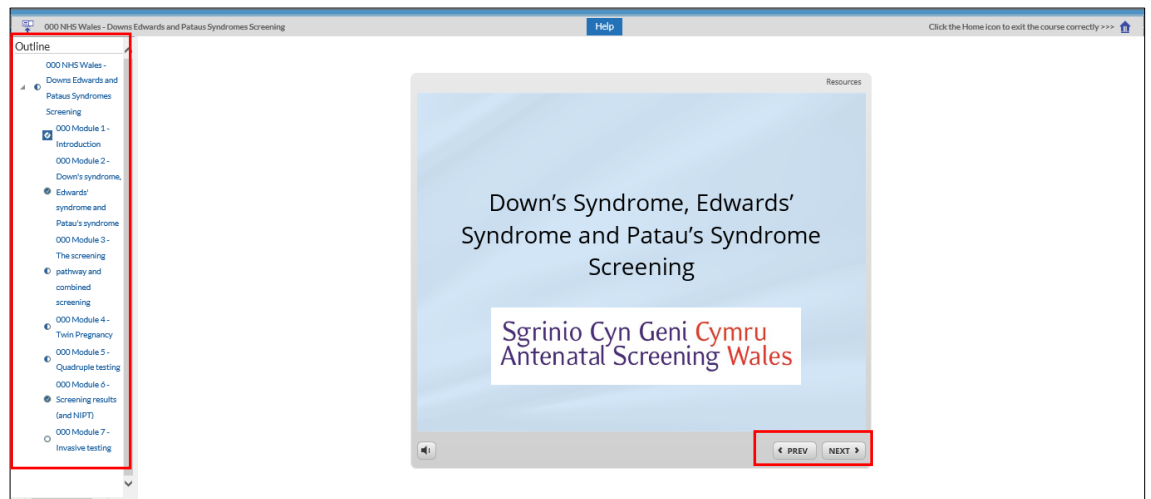 000 NHS Wales - Downs Edwards and Pataus Syndromes Screening
Help
Click the Home icon to exit the course correctly >>>
Outline
000 NHS Wales -
Downs Edwards and
Pataus Syndromes
Screening
000 Module 1 -
Introduction
000 Module 2 -
Down's syndrome,
Edwards'
syndrome and
Patau's syndrome
000 Module 3 -
The screening
pathway and
combined
screening
000 Module 4 -
Twin Pregnancy
000 Module 5 -
Quadruple testing
000 Module 6 -
Screening results
(and NIPT)
000 Module 7 -
Invasive testing
Resources
Down’s Syndrome, Edwards’
Syndrome and Patau’s Syndrome
Screening
Sgrinio Cyn Geni Cymru
Antenatal Screening Wales
PREV
NEXT